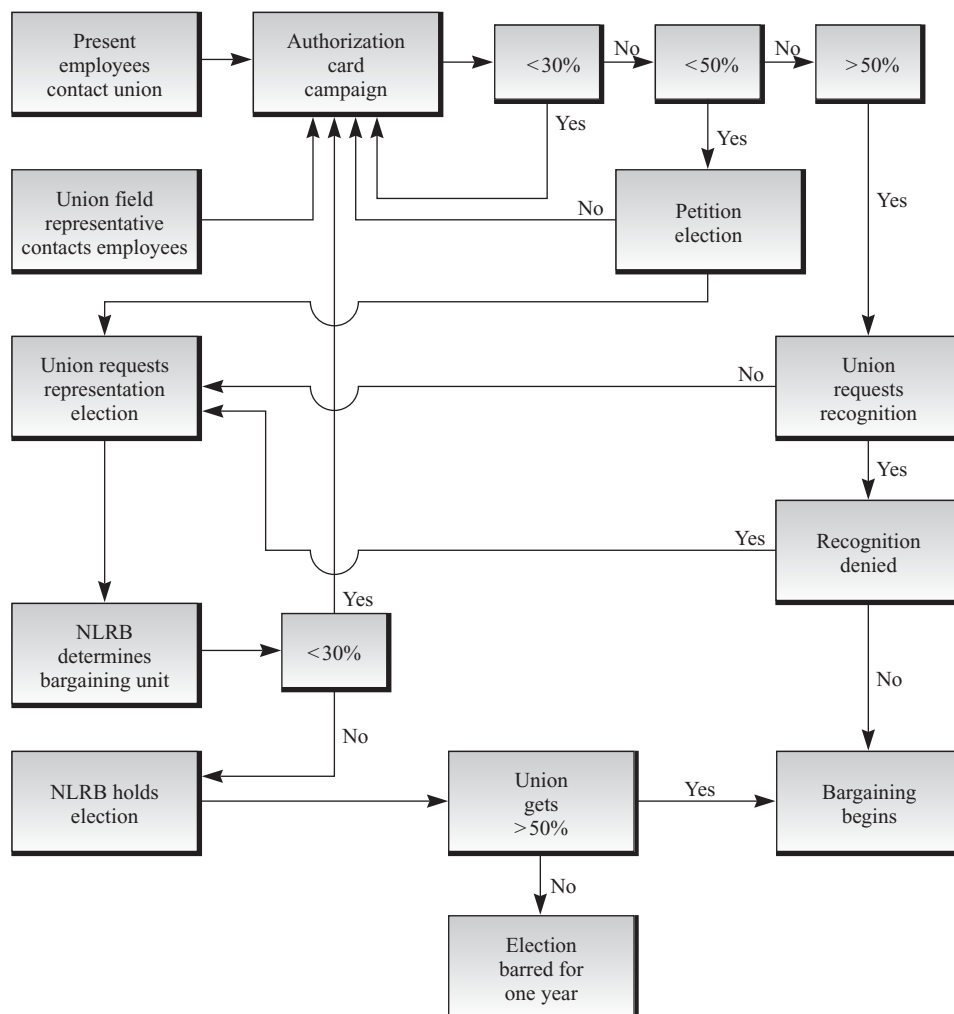 Present
employees
contact union
Authorization
card
campaign
<30%
No
<50%
No
>50%
Yes
Yes
Yes
Union field
representative
contacts employees
No
Petition
election
Union requests
representation
election
No
Union
requests
recognition
Yes
Yes
Recognition
denied
NLRB
determines
bargaining unit
Yes
<30%
No
No
NLRB holds
election
Union
gets
>50%
Yes
Bargaining
begins
No
Election
barred for
one year